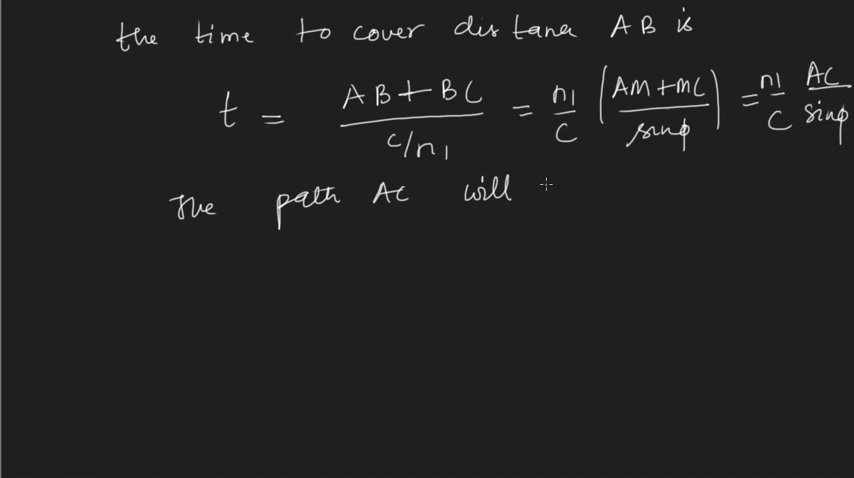 the time to cover distana AB is
t = AB + BC / c/n1 = n1/C (AM + MC / sinφ) = n1/C AC/sinφ
The path AC will